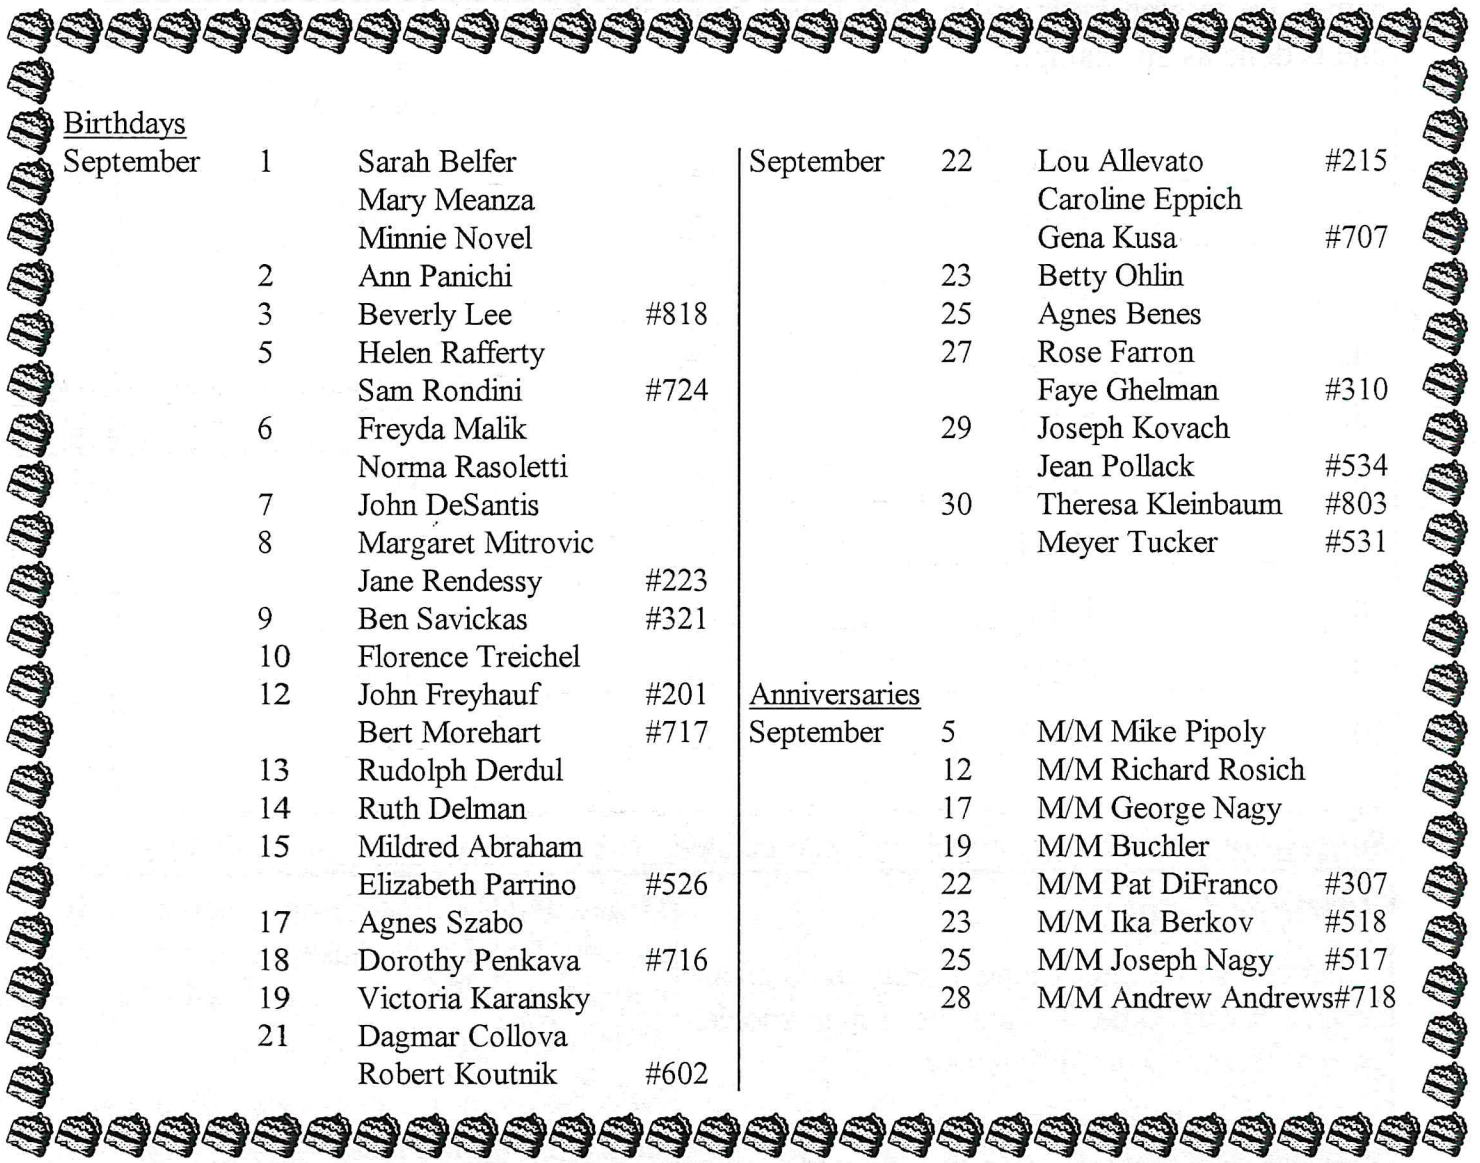 Birthdays
September 1 Sarah Belfer
Mary Meanza
Minnie Novel
2 Ann Panichi
3 Beverly Lee #818
5 Helen Rafferty
Sam Rondini #724
6 Freyda Malik
Norma Rasoletti
7 John DeSantis
8 Margaret Mitrovic
Jane Rendessy #223
9 Ben Savickas #321
10 Florence Treichel
12 John Freyhauf #201
Bert Morehart #717
13 Rudolph Derdul
14 Ruth Delman
15 Mildred Abraham
Elizabeth Parrino #526
17 Agnes Szabo
18 Dorothy Penkava #716
19 Victoria Karansky
21 Dagmar Collova
Robert Koutnik #602
September 22 Lou Allevato #215
Caroline Eppich
Gena Kusa #707
23 Betty Ohlin
25 Agnes Benes
27 Rose Farron
Faye Ghelman #310
29 Joseph Kovach
Jean Pollack #534
30 Theresa Kleinbaum #803
Meyer Tucker #531
Anniversaries
September 5 M/M Mike Pipoly
12 M/M Richard Rosich
17 M/M George Nagy
19 M/M Buchler
22 M/M Pat DiFranco #307
23 M/M Ika Berkov #518
25 M/M Joseph Nagy #517
28 M/M Andrew Andrews#718